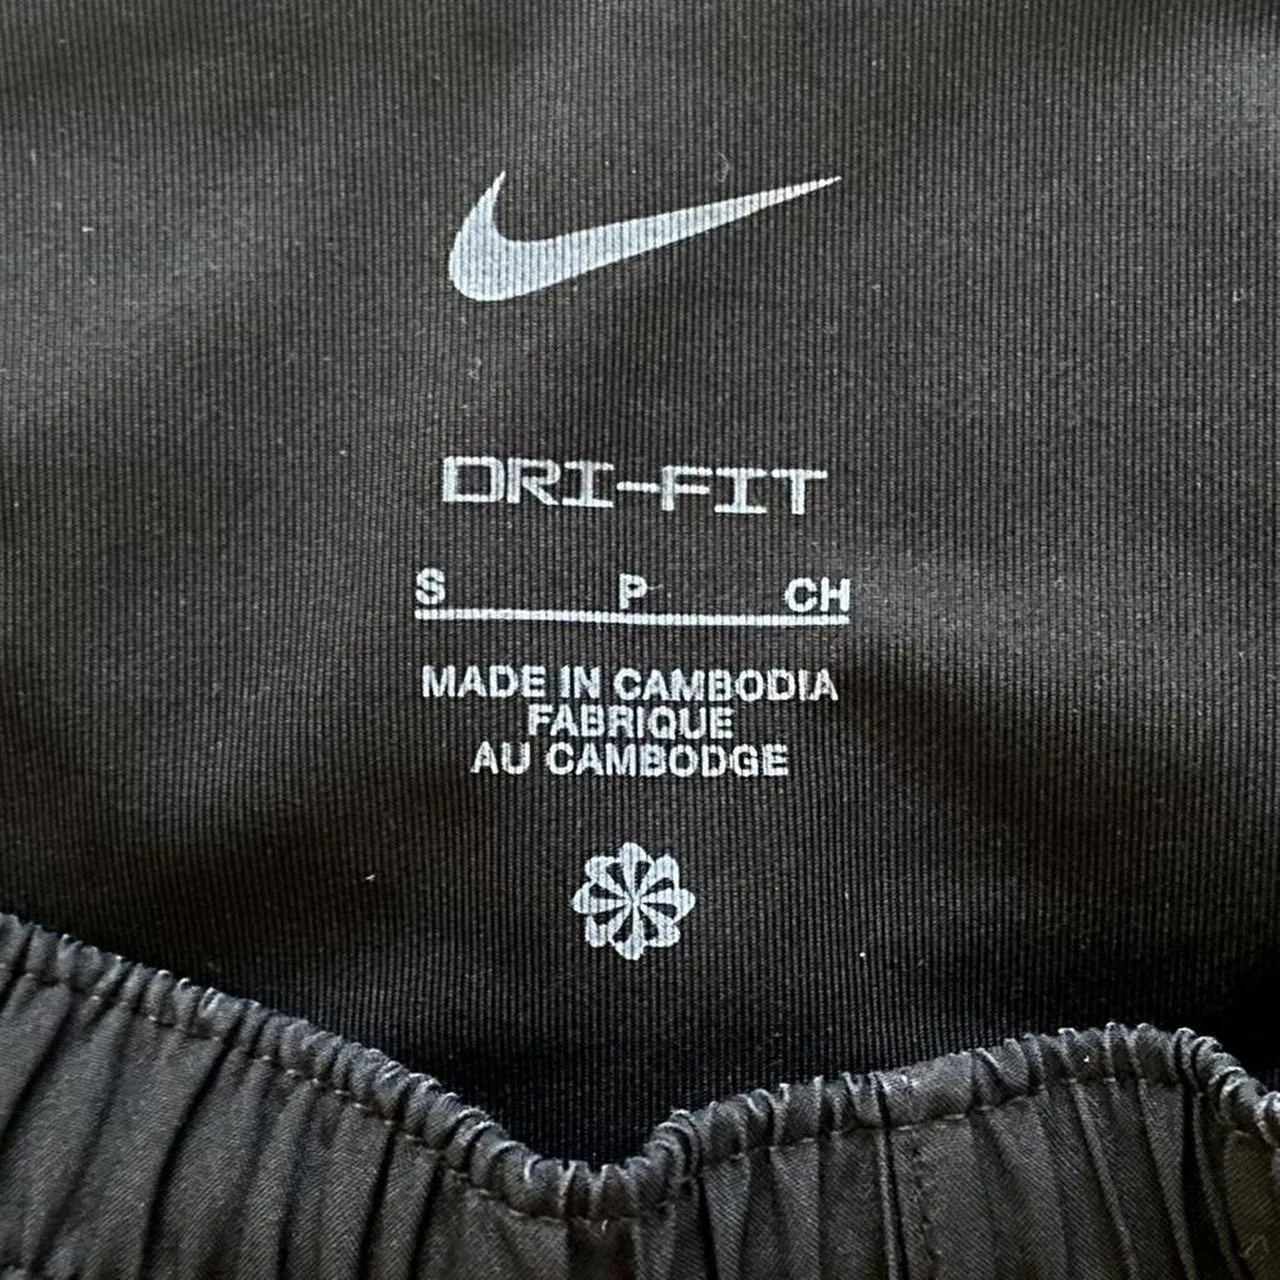 DRI-FIT
S P CH
MADE IN CAMBODIA
FABRIQUE
AU CAMBODGE